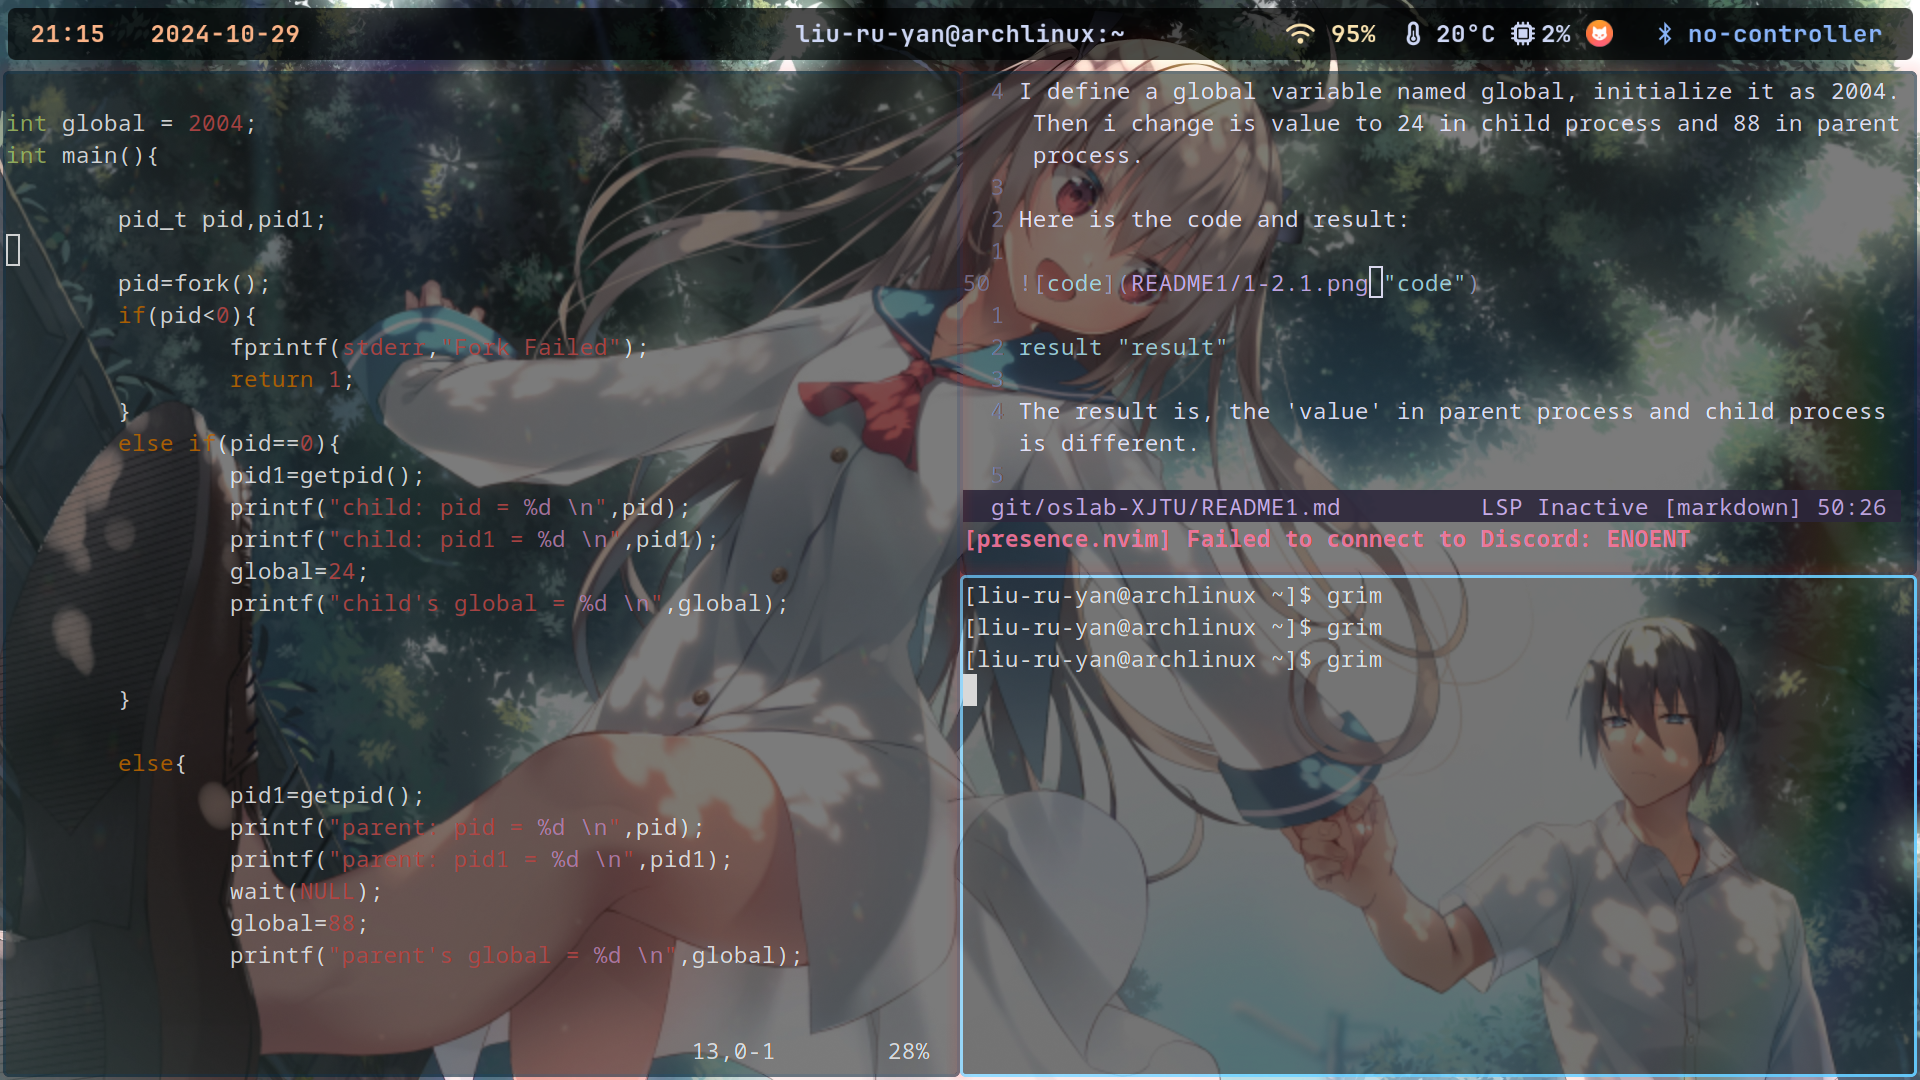 21:15 2024-10-29 liu-ru-yan@archlinux:~ 95% 20°C 2% no-controller
int global = 2004;
int main(){
pid_t pid,pid1;
pid=fork();
if(pid<0){
fprintf(stderr,"Fork Failed");
return 1;
}
else if(pid==0){
pid1=getpid();
printf("child: pid = %d \n",pid);
printf("child: pid1 = %d \n",pid1);
global=24;
printf("child's global = %d \n",global);
}
else{
pid1=getpid();
printf("parent: pid = %d \n",pid);
printf("parent: pid1 = %d \n",pid1);
wait(NULL);
global=88;
printf("parent's global = %d \n",global);
13,0-1 28%
4 I define a global variable named global, initialize it as 2004.
Then i change is value to 24 in child process and 88 in parent
process.
3
2 Here is the code and result:
1
50 ![code](README1/1-2.1.png "code")
1
2 result "result"
3
4 The result is, the 'value' in parent process and child process
is different.
5
git/oslab-XJTU/README1.md LSP Inactive [markdown] 50:26
[presence.nvim] Failed to connect to Discord: ENOENT
[liu-ru-yan@archlinux ~]$ grim
[liu-ru-yan@archlinux ~]$ grim
[liu-ru-yan@archlinux ~]$ grim